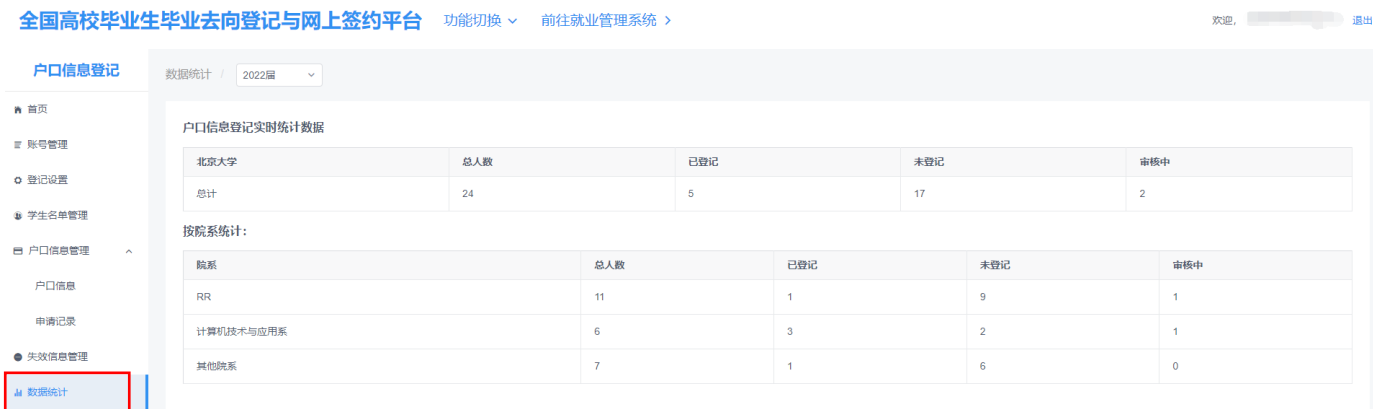 全国高校毕业生毕业去向登记与网上签约平台 功能切换 前往就业管理系统 欢迎, 退出
户口信息登记
首页
账号管理
登记设置
学生名单管理
户口信息管理
户口信息
申请记录
失效信息管理
数据统计
数据统计 / 2022届
户口信息登记实时统计数据
北京大学 总人数 已登记 未登记 审核中
总计 24 5 17 2
按院系统计：
院系 总人数 已登记 未登记 审核中
RR 11 1 9 1
计算机技术与应用系 6 3 2 1
其他院系 7 1 6 0